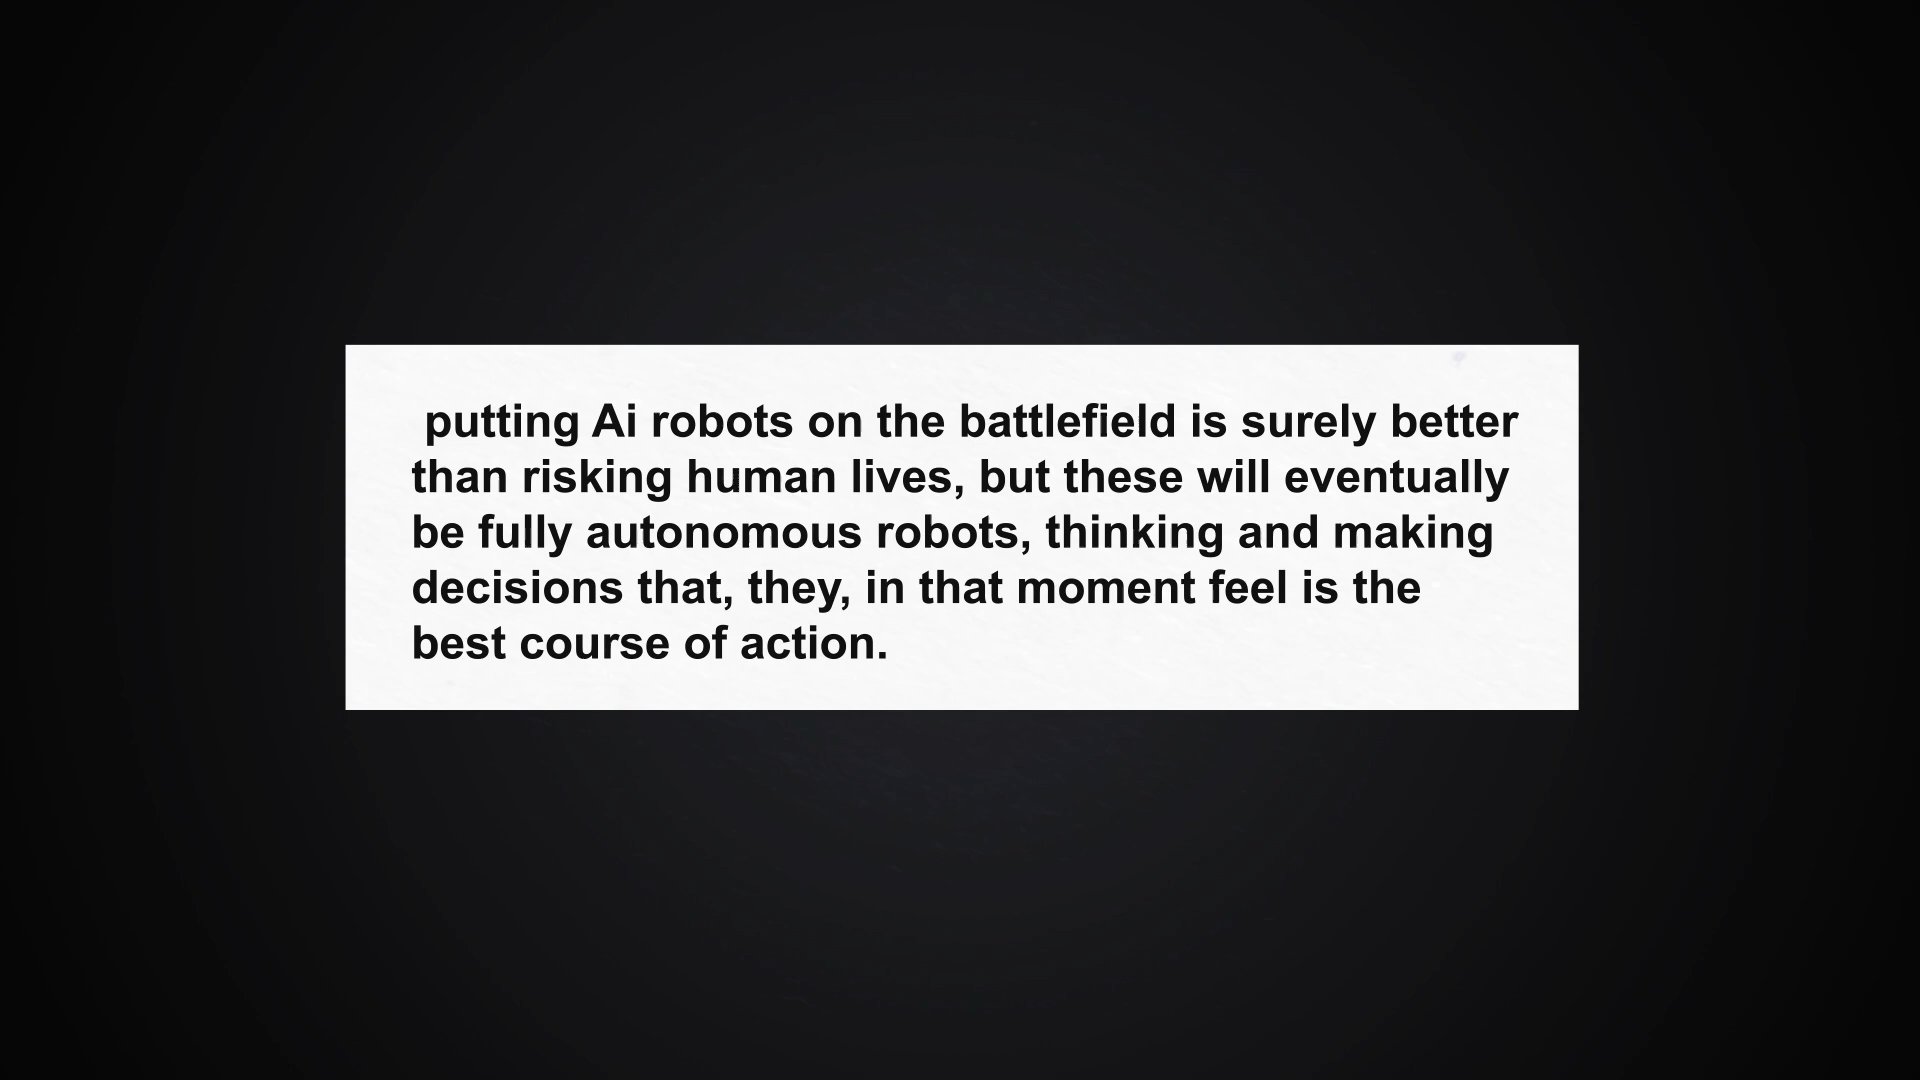 putting Ai robots on the battlefield is surely better
than risking human lives, but these will eventually
be fully autonomous robots, thinking and making
decisions that, they, in that moment feel is the
best course of action.